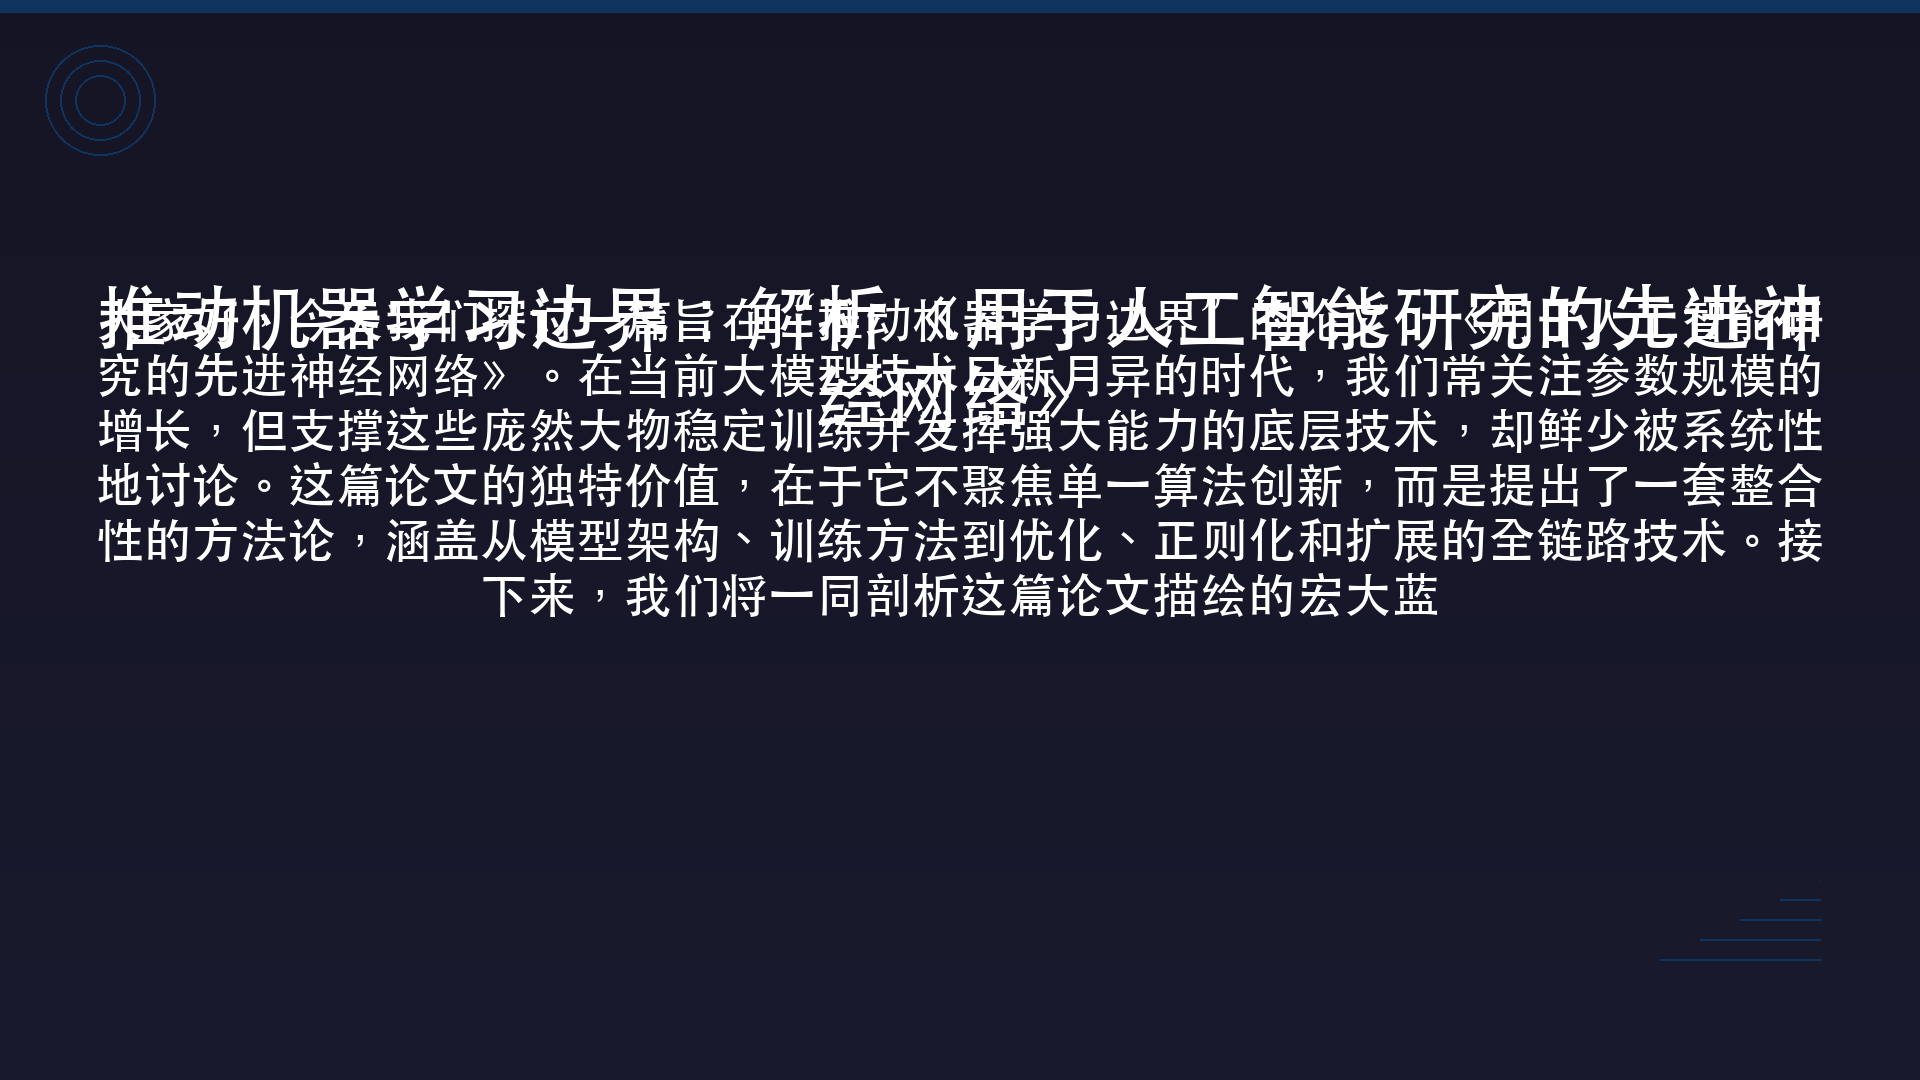 推动机器学习边界：解析《用于人工智能研究的先进神
经网络》
大家好，今天我们探讨一篇旨在“推动机器学习边界”的论文《用于人工智能研
究的先进神经网络》。在当前大模型技术日新月异的时代，我们常关注参数规模的
增长，但支撑这些庞然大物稳定训练并发挥强大能力的底层技术，却鲜少被系统性
地讨论。这篇论文的独特价值，在于它不聚焦单一算法创新，而是提出了一套整合
性的方法论，涵盖从模型架构、训练方法到优化、正则化和扩展的全链路技术。接
下来，我们将一同剖析这篇论文描绘的宏大蓝